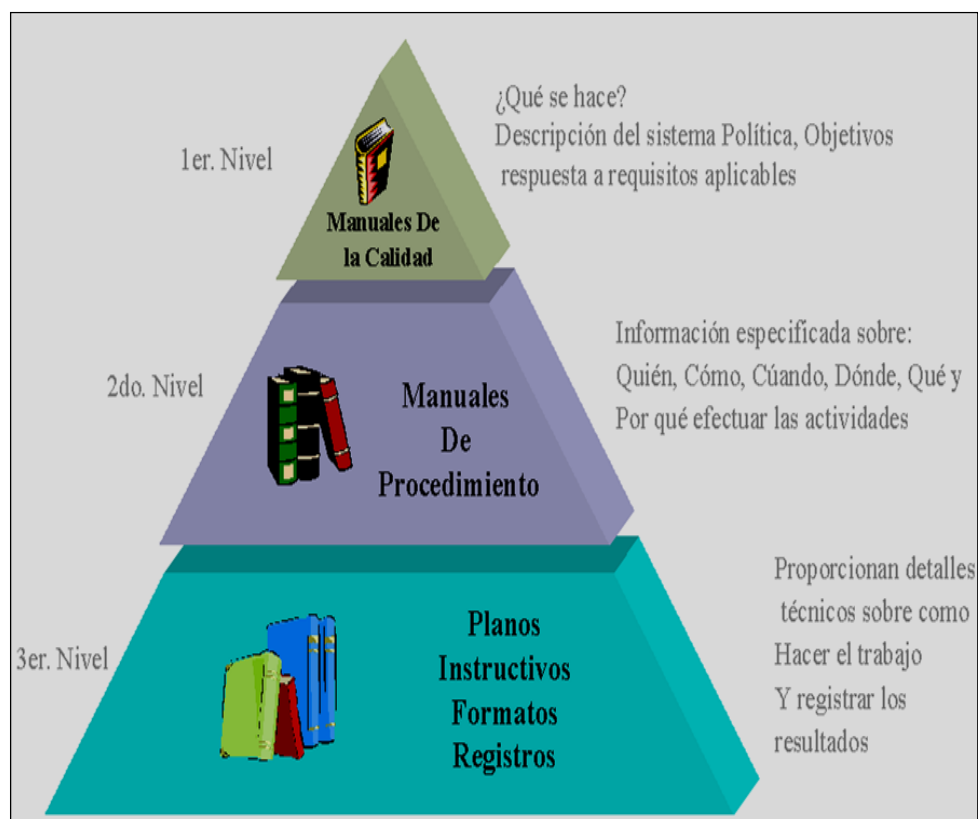 ¿Qué se hace?
Descripción del sistema Política, Objetivos
respuesta a requisitos aplicables
1er. Nivel
Manuales De
la Calidad
Información especificada sobre:
Quién, Cómo, Cúando, Dónde, Qué y
Por qué efectuar las actividades
2do. Nivel
Manuales
De
Procedimiento
Proporcionan detalles
técnicos sobre como
Hacer el trabajo
Y registrar los
resultados
3er. Nivel
Planos
Instructivos
Formatos
Registros